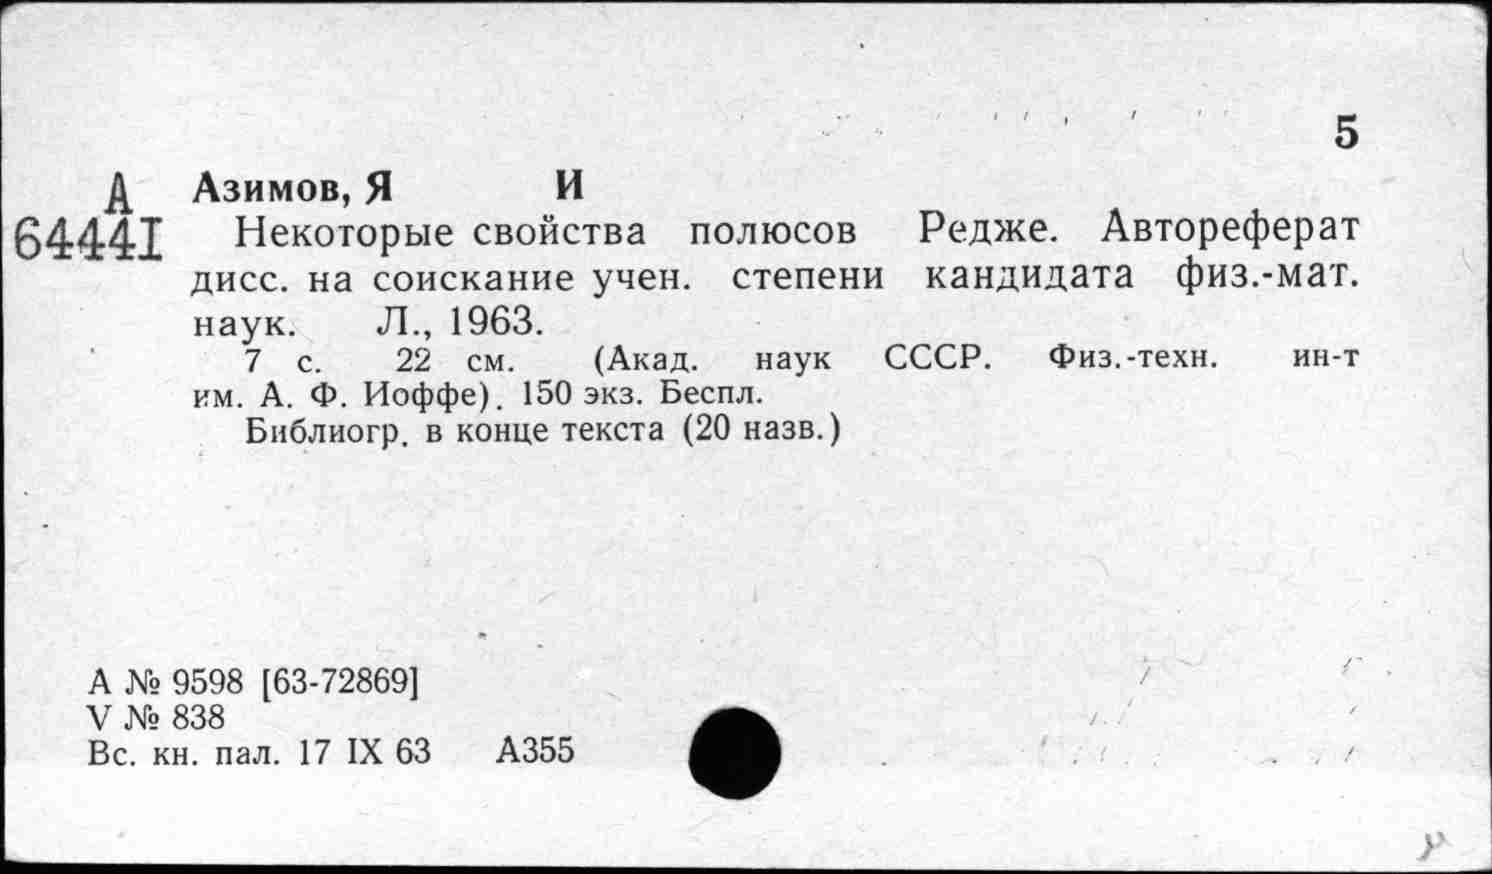 5
А Азимов, Я И
64441 Некоторые свойства полюсов Редже. Автореферат
дисс. на соискание учен. степени кандидата физ.-мат.
наук. Л., 1963.
7 с. 22 см. (Акад. наук СССР. Физ.-техн. ин-т
им. А. Ф. Иоффе). 150 экз. Беспл.
Библиогр. в конце текста (20 назв.)
А № 9598 [63-72869]
V № 838
Вс. кн. пал. 17 IX 63 А355